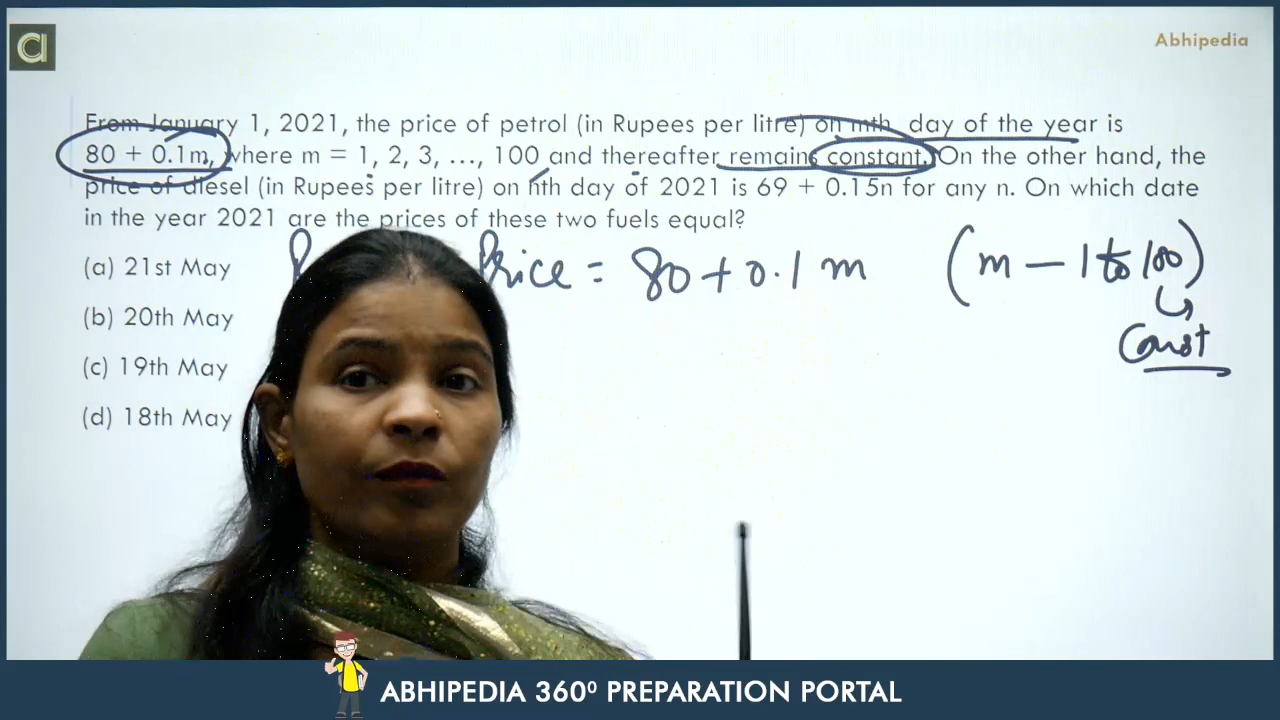 Abhipedia
From January 1, 2021, the price of petrol (in Rupees per litre) on mth day of the year is
80 + 0.1m, where m = 1, 2, 3, ..., 100 and thereafter remains constant. On the other hand, the
price of diesel (in Rupees per litre) on nth day of 2021 is 69 + 0.15n for any n. On which date
in the year 2021 are the prices of these two fuels equal?
Price = 80 + 0.1 m (m - 1 to 100)
Const
(a) 21st May
(b) 20th May
(c) 19th May
(d) 18th May
ABHIPEDIA 360⁰ PREPARATION PORTAL